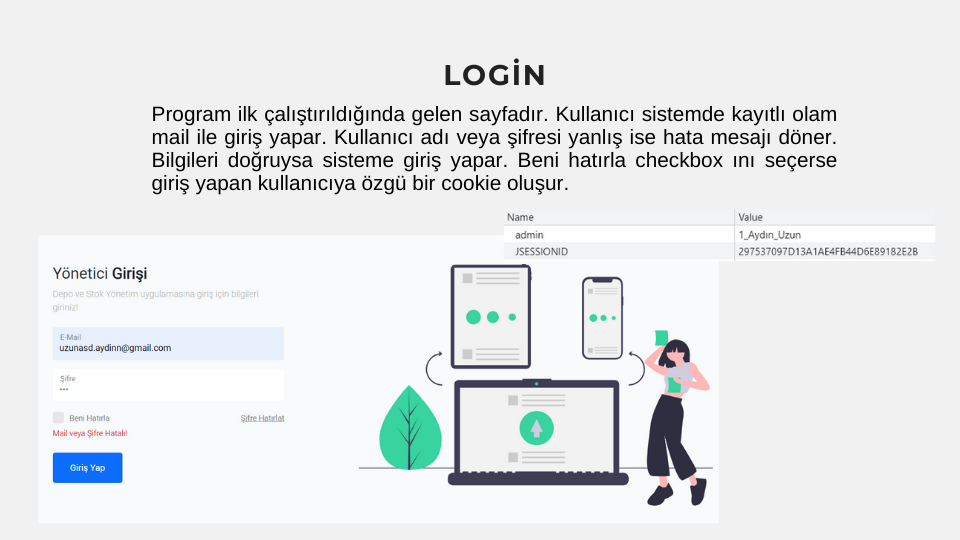 LOGİN
Program ilk çalıştırıldığında gelen sayfadır. Kullanıcı sistemde kayıtlı olam
mail ile giriş yapar. Kullanıcı adı veya şifresi yanlış ise hata mesajı döner.
Bilgileri doğruysa sisteme giriş yapar. Beni hatırla checkbox ını seçerse
giriş yapan kullanıcıya özgü bir cookie oluşur.
Name Value
admin 1_Aydın_Uzun
JSESSIONID 297537097D13A1AE4FB44D6E89182E2B
Yönetici Girişi
Depo ve Stok Yönetim uygulamasına giriş için bilgileri
giriniz!
E-Mail
uzunasd.aydinn@gmail.com
Şifre
Beni Hatırla Şifre Hatırlat
Mail veya Şifre Hatalı!
Giriş Yap